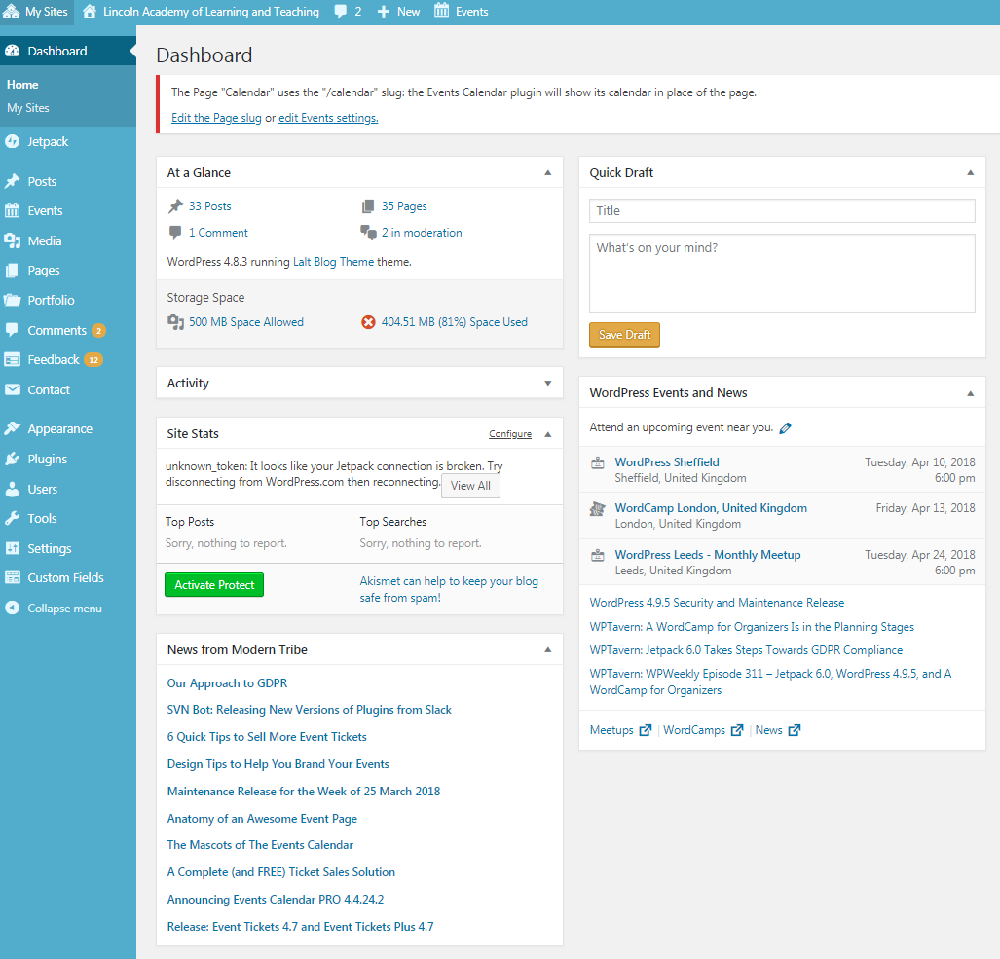 My Sites Lincoln Academy of Learning and Teaching 2 New Events
Dashboard
Home
My Sites
Jetpack
Posts
Events
Media
Pages
Portfolio
Comments 2
Feedback 12
Contact
Appearance
Plugins
Users
Tools
Settings
Custom Fields
Collapse menu
Dashboard
The Page "Calendar" uses the "/calendar" slug: the Events Calendar plugin will show its calendar in place of the page.
Edit the Page slug or edit Events settings.
At a Glance
33 Posts 35 Pages
1 Comment 2 in moderation
WordPress 4.8.3 running Lalt Blog Theme theme.
Storage Space
500 MB Space Allowed 404.51 MB (81%) Space Used
Activity
Site Stats Configure
unknown_token: It looks like your Jetpack connection is broken. Try
disconnecting from WordPress.com then reconnecting. View All
Top Posts Top Searches
Sorry, nothing to report. Sorry, nothing to report.
Activate Protect
Akismet can help to keep your blog
safe from spam!
News from Modern Tribe
Our Approach to GDPR
SVN Bot: Releasing New Versions of Plugins from Slack
6 Quick Tips to Sell More Event Tickets
Design Tips to Help You Brand Your Events
Maintenance Release for the Week of 25 March 2018
Anatomy of an Awesome Event Page
The Mascots of The Events Calendar
A Complete (and FREE) Ticket Sales Solution
Announcing Events Calendar PRO 4.4.24.2
Release: Event Tickets 4.7 and Event Tickets Plus 4.7
Quick Draft
Title
What's on your mind?
Save Draft
WordPress Events and News
Attend an upcoming event near you.
WordPress Sheffield Tuesday, Apr 10, 2018
Sheffield, United Kingdom 6:00 pm
WordCamp London, United Kingdom Friday, Apr 13, 2018
London, United Kingdom
WordPress Leeds - Monthly Meetup Tuesday, Apr 24, 2018
Leeds, United Kingdom 6:00 pm
WordPress 4.9.5 Security and Maintenance Release
WPTavern: A WordCamp for Organizers Is in the Planning Stages
WPTavern: Jetpack 6.0 Takes Steps Towards GDPR Compliance
WPTavern: WPWeekly Episode 311 – Jetpack 6.0, WordPress 4.9.5, and A
WordCamp for Organizers
Meetups | WordCamps | News